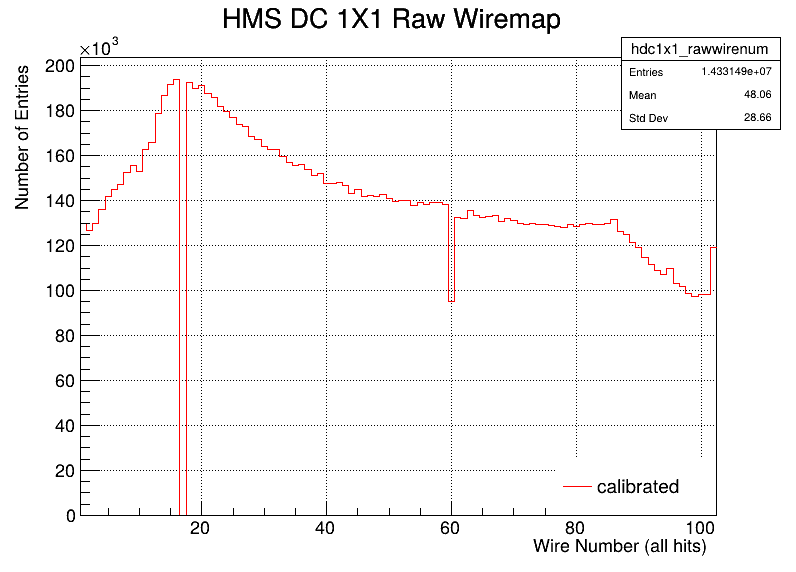 HMS DC 1X1 Raw Wiremap
×10³
hdc1x1_rawwirenum
Entries 1.433149e+07
Mean 48.06
Std Dev 28.66
Number of Entries
200
180
160
140
120
100
80
60
40
20
0
calibrated
20 40 60 80 100
Wire Number (all hits)